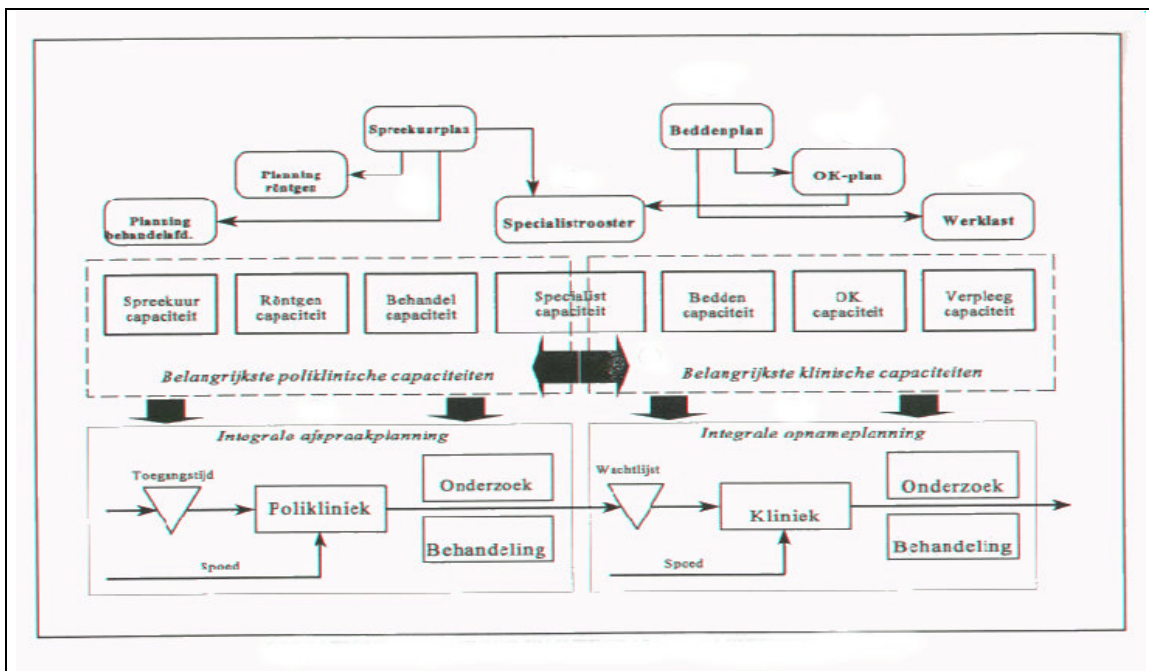 Spreekuurplan
Beddenplan
Planning
röntgen
OK-plan
Planning
behandelafd.
Specialistrooster
Werklast
Spreekuur
capaciteit
Röntgen
capaciteit
Behandel
capaciteit
Specialist
capaciteit
Bedden
capaciteit
OK
capaciteit
Verpleeg
capaciteit
Belangrijkste poliklinische capaciteiten
Belangrijkste klinische capaciteiten
Integrale afspraakplanning
Integrale opnameplanning
Toegangstijd
Polikliniek
Onderzoek
Behandeling
Spoed
Wachtlijst
Kliniek
Onderzoek
Behandeling
Spoed